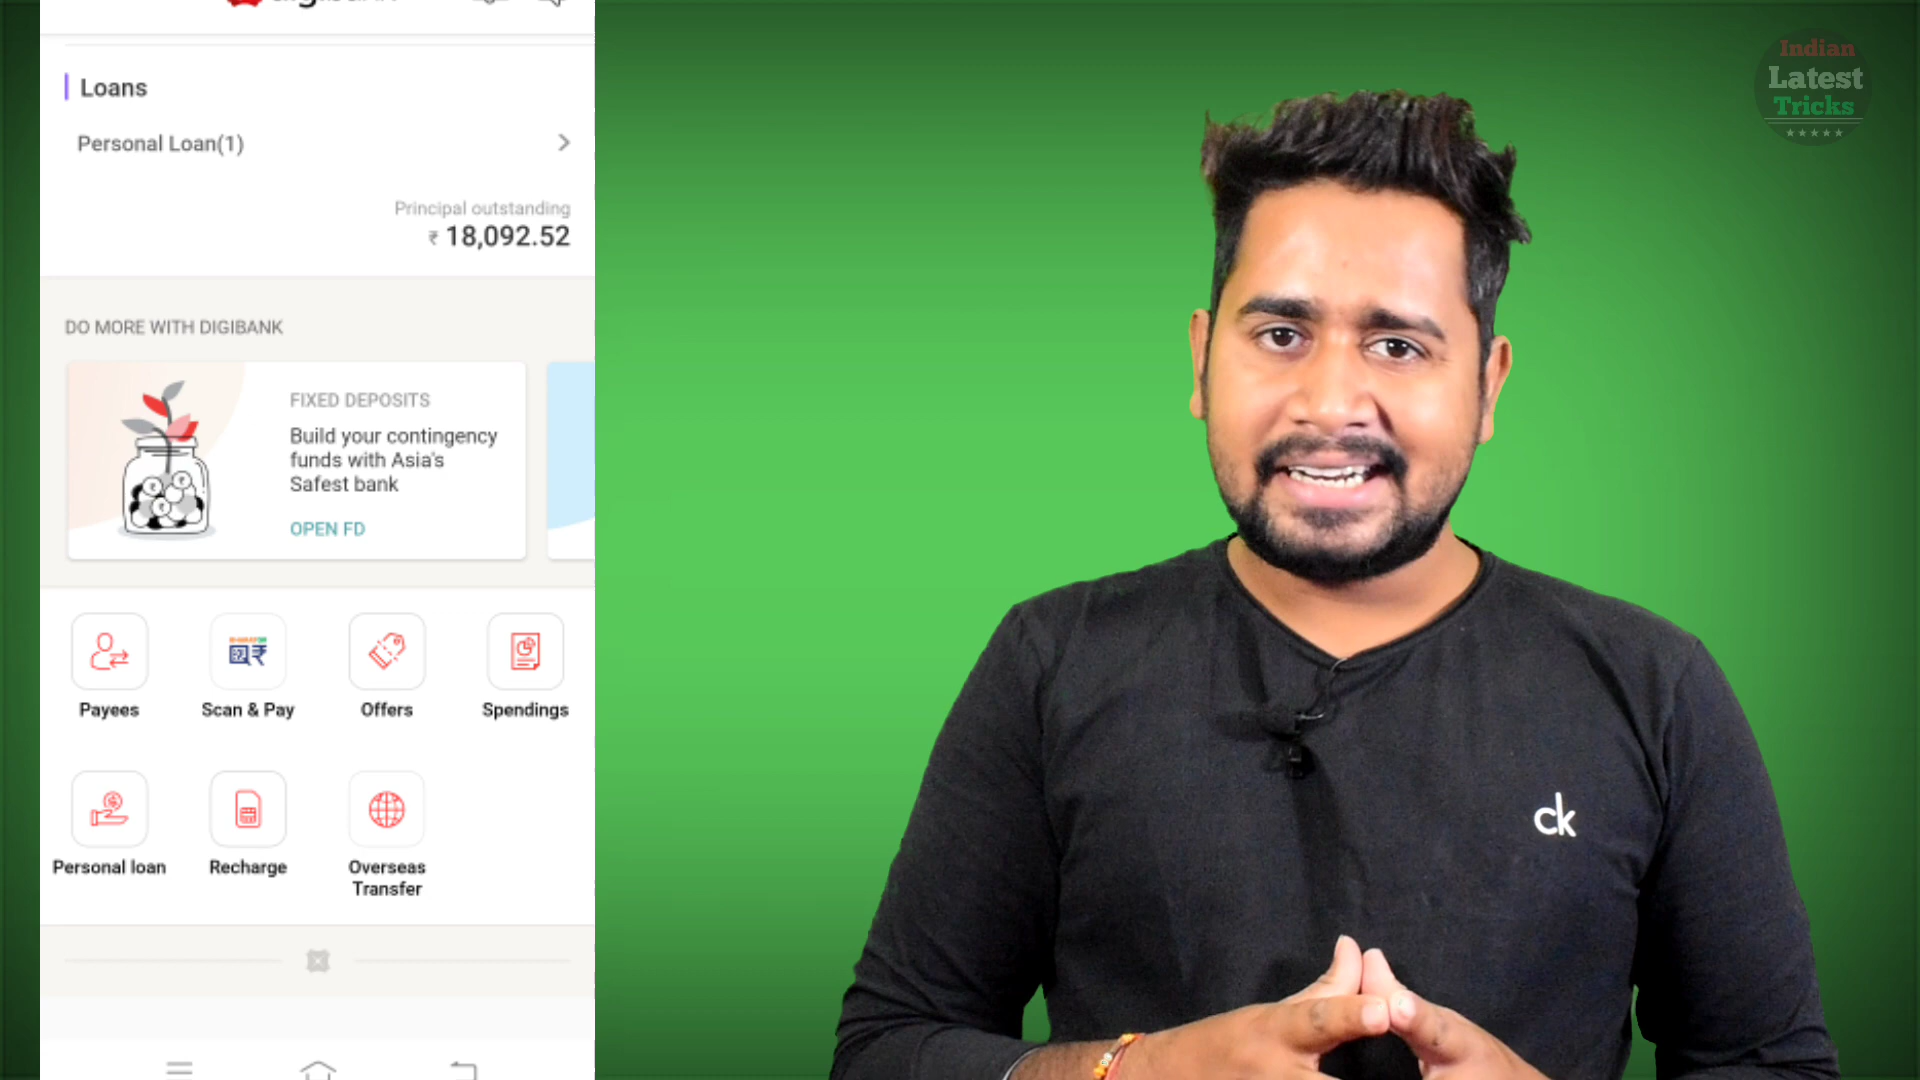 digibank
Loans
Personal Loan(1)
Principal outstanding
₹ 18,092.52
DO MORE WITH DIGIBANK
FIXED DEPOSITS
Build your contingency
funds with Asia's
Safest bank
OPEN FD
Payees
Scan & Pay
Offers
Spendings
Personal loan
Recharge
Overseas
Transfer
Indian
Latest
Tricks
ck